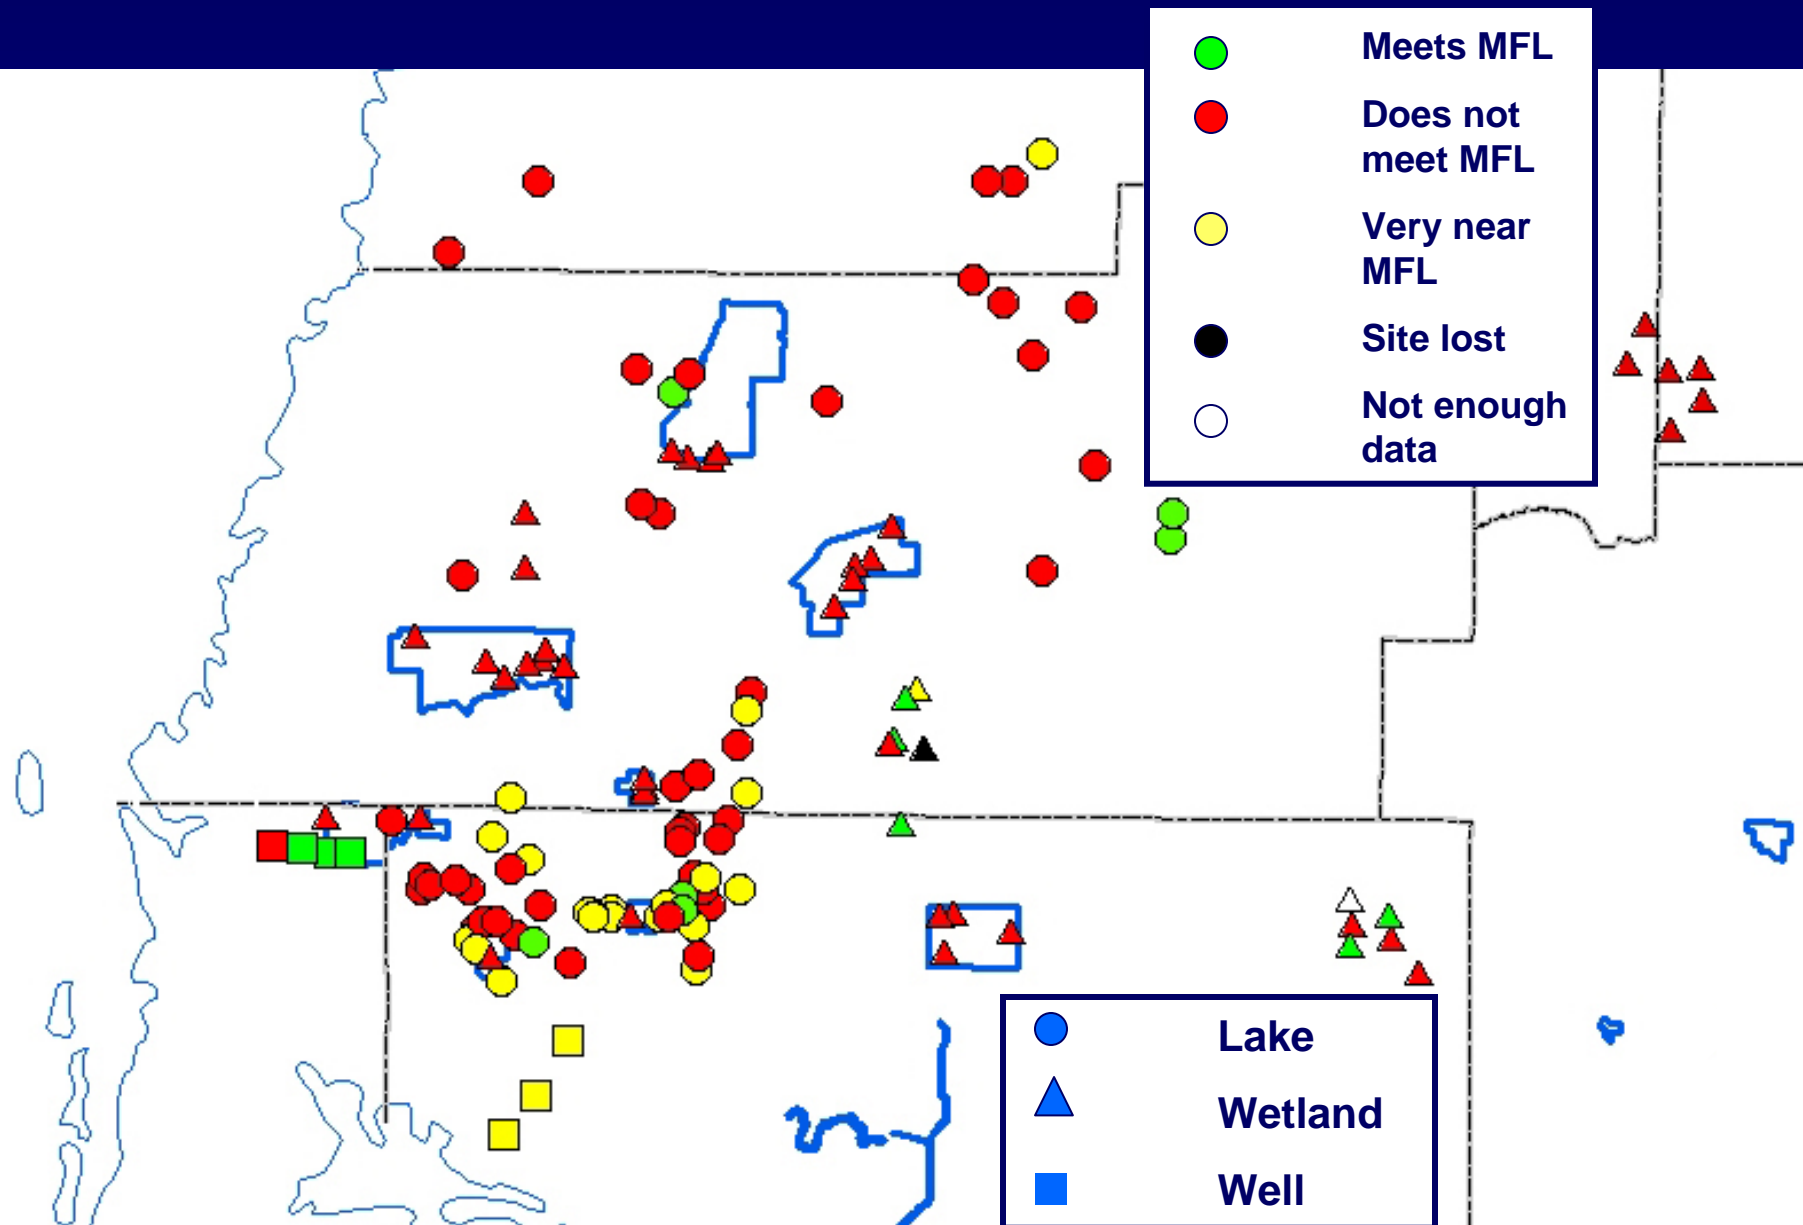 Meets MFL
Does not
meet MFL
Very near
MFL
Site lost
Not enough
data
Lake
Wetland
Well